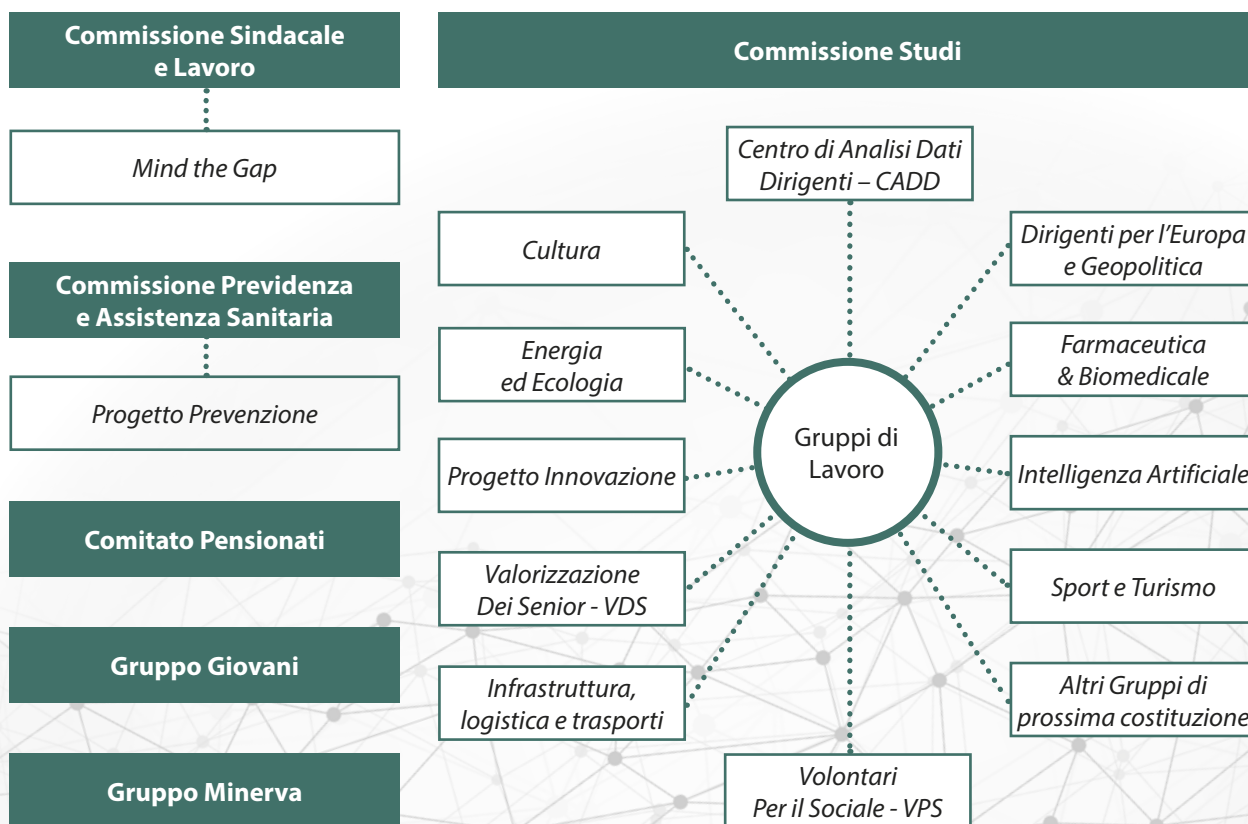 Commissione Sindacale
e Lavoro
Mind the Gap
Commissione Previdenza
e Assistenza Sanitaria
Progetto Prevenzione
Comitato Pensionati
Gruppo Giovani
Gruppo Minerva
Commissione Studi
Centro di Analisi Dati
Dirigenti – CADD
Cultura
Dirigenti per l'Europa
e Geopolitica
Energia
ed Ecologia
Farmaceutica
& Biomedicale
Gruppi di
Lavoro
Progetto Innovazione
Intelligenza Artificiale
Valorizzazione
Dei Senior - VDS
Sport e Turismo
Infrastruttura,
logistica e trasporti
Altri Gruppi di
prossima costituzione
Volontari
Per il Sociale - VPS